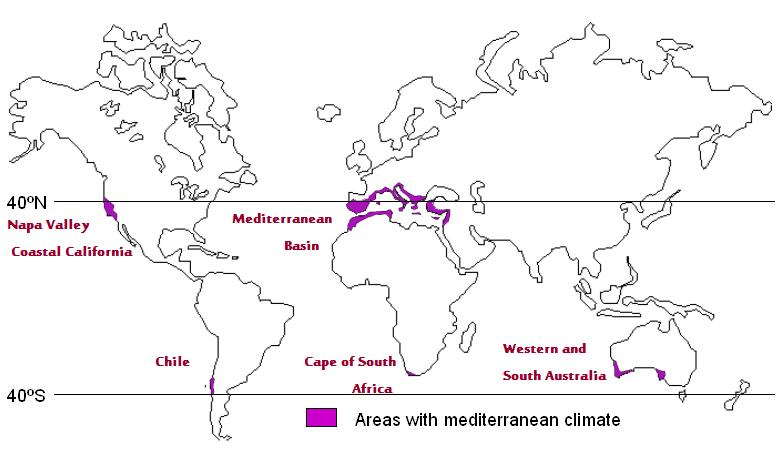 40ºN
Napa Valley
Coastal California
Mediterranean
Basin
Chile
Cape of South
Africa
Western and
South Australia
40ºS
Areas with mediterranean climate